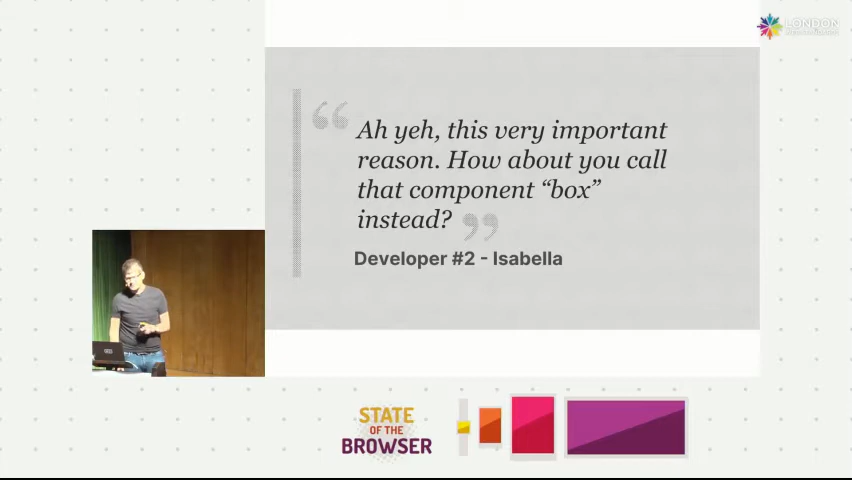 LONDON
“ Ah yeh, this very important
reason. How about you call
that component “box”
instead? ”
Developer #2 - Isabella
STATE
OF THE
BROWSER